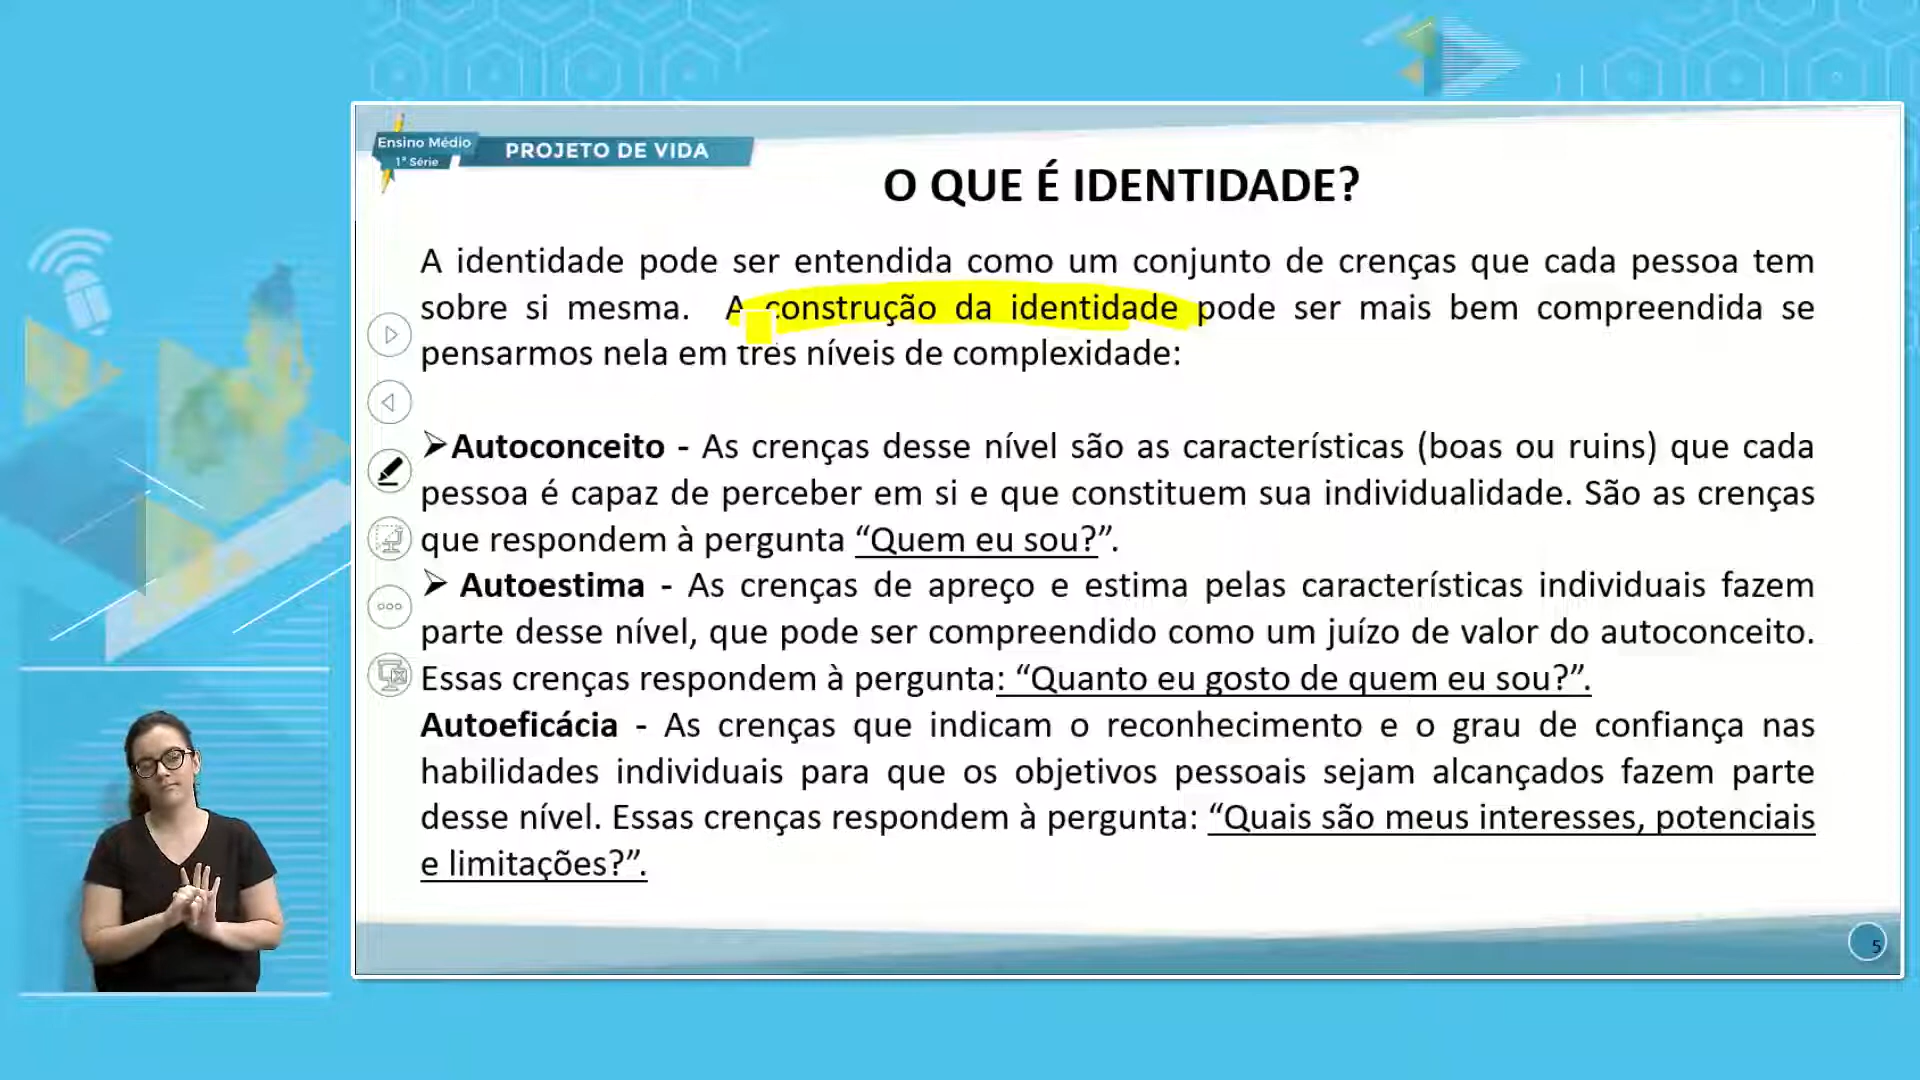 Ensino Médio
1ª Série
PROJETO DE VIDA
O QUE É IDENTIDADE?
A identidade pode ser entendida como um conjunto de crenças que cada pessoa tem
sobre si mesma. A construção da identidade pode ser mais bem compreendida se
pensarmos nela em três níveis de complexidade:
➢Autoconceito - As crenças desse nível são as características (boas ou ruins) que cada
pessoa é capaz de perceber em si e que constituem sua individualidade. São as crenças
que respondem à pergunta “Quem eu sou?”.
➢ Autoestima - As crenças de apreço e estima pelas características individuais fazem
parte desse nível, que pode ser compreendido como um juízo de valor do autoconceito.
Essas crenças respondem à pergunta: “Quanto eu gosto de quem eu sou?”.
Autoeficácia - As crenças que indicam o reconhecimento e o grau de confiança nas
habilidades individuais para que os objetivos pessoais sejam alcançados fazem parte
desse nível. Essas crenças respondem à pergunta: “Quais são meus interesses, potenciais
e limitações?”.
5